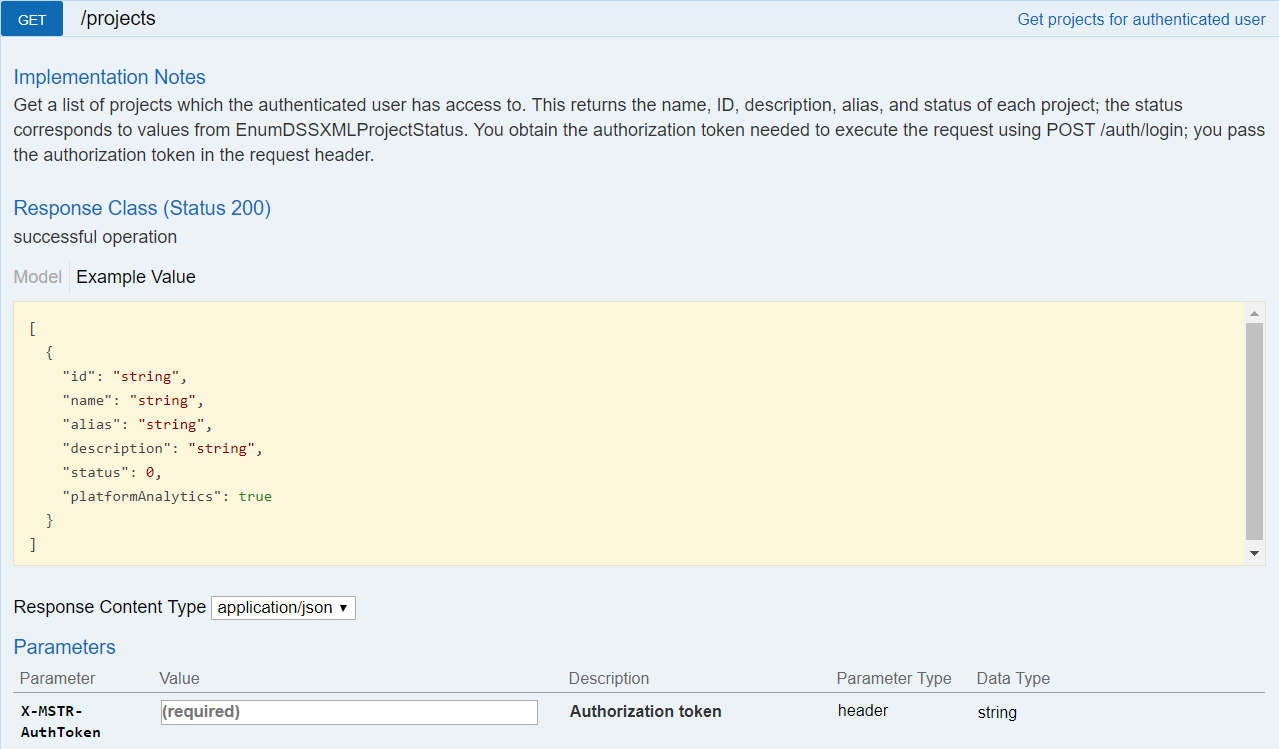 GET /projects Get projects for authenticated user
Implementation Notes
Get a list of projects which the authenticated user has access to. This returns the name, ID, description, alias, and status of each project; the status
corresponds to values from EnumDSSXMLProjectStatus. You obtain the authorization token needed to execute the request using POST /auth/login; you pass
the authorization token in the request header.
Response Class (Status 200)
successful operation
Model Example Value
[
  {
    "id": "string",
    "name": "string",
    "alias": "string",
    "description": "string",
    "status": 0,
    "platformAnalytics": true
  }
]
Response Content Type application/json
Parameters
Parameter Value Description Parameter Type Data Type
X-MSTR- (required) Authorization token header string
AuthToken